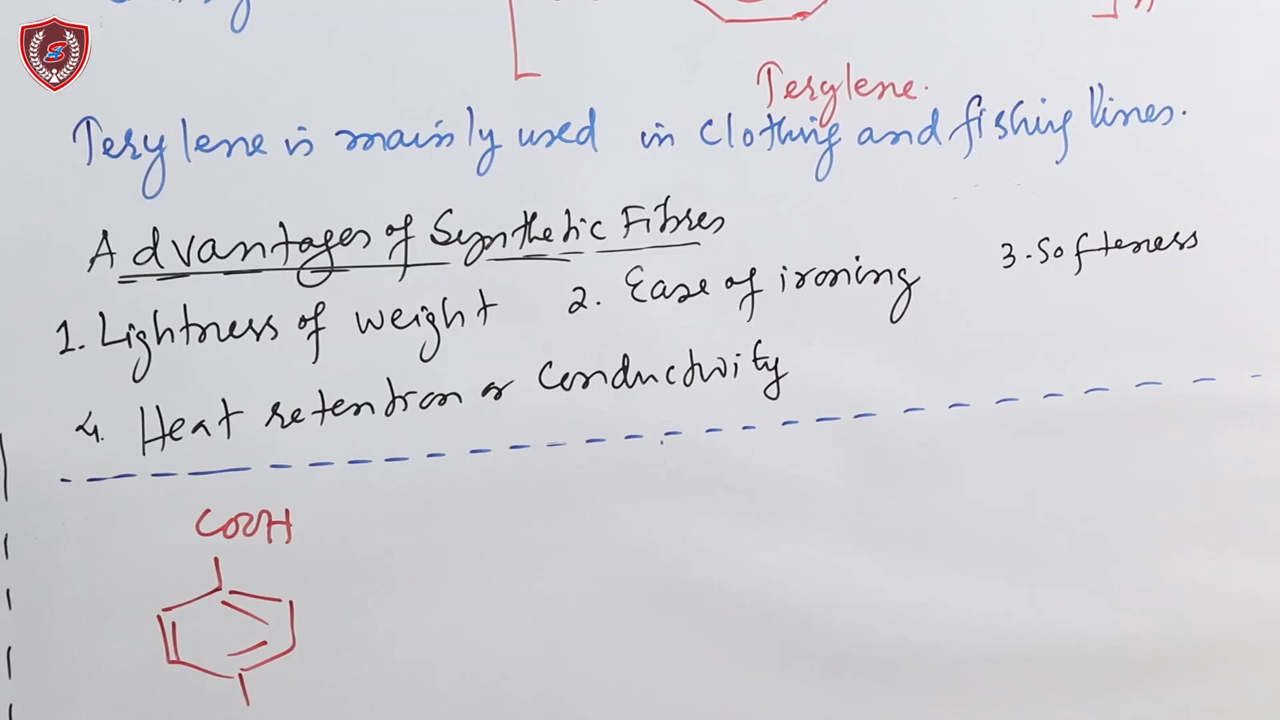 Terylene.
Terylene is mainly used in clothing and fishing lines.
Advantages of Synthetic Fibres
1. Lightness of weight 2. Ease of ironing 3. Softeness
4. Heat retention or conductivity
COOH